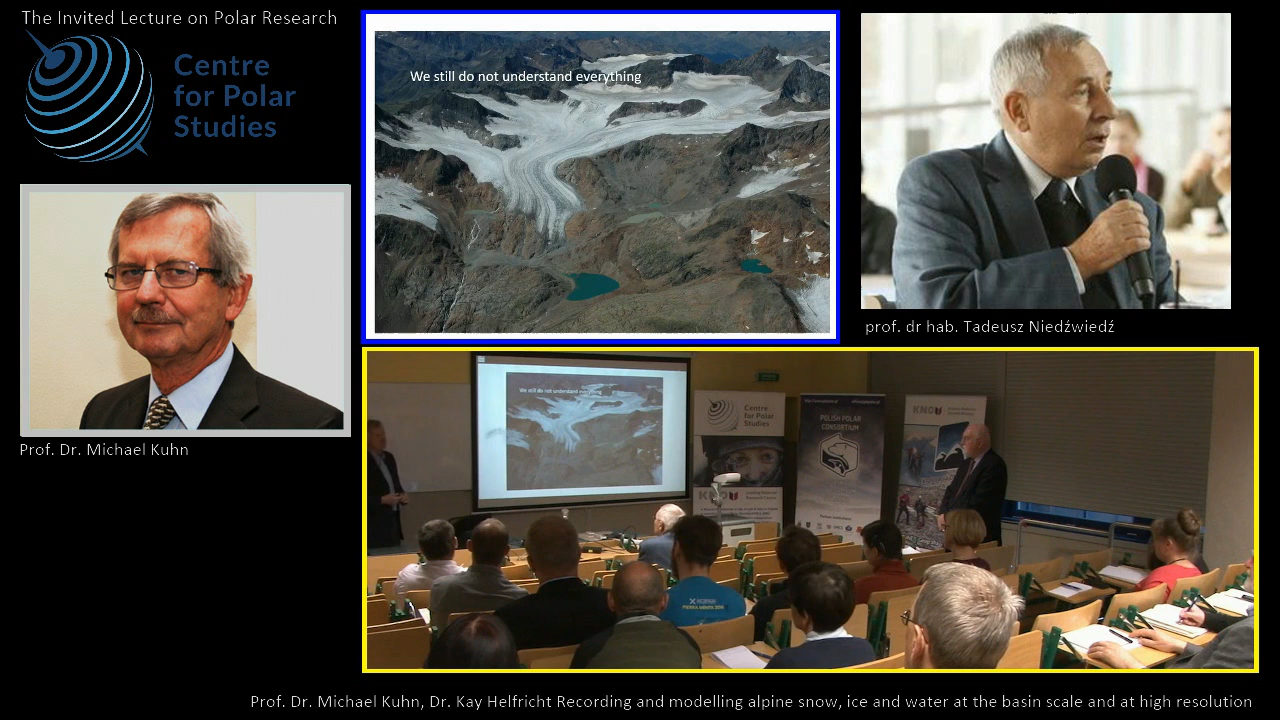 The Invited Lecture on Polar Research
Centre
for Polar
Studies
We still do not understand everything
prof. dr hab. Tadeusz Niedźwiedź
Prof. Dr. Michael Kuhn
We still do not understand everything
Centre
for Polar
Studies
POLISH POLAR
CONSORTIUM
KNOW
KNOW
Prof. Dr. Michael Kuhn, Dr. Kay Helfricht Recording and modelling alpine snow, ice and water at the basin scale and at high resolution